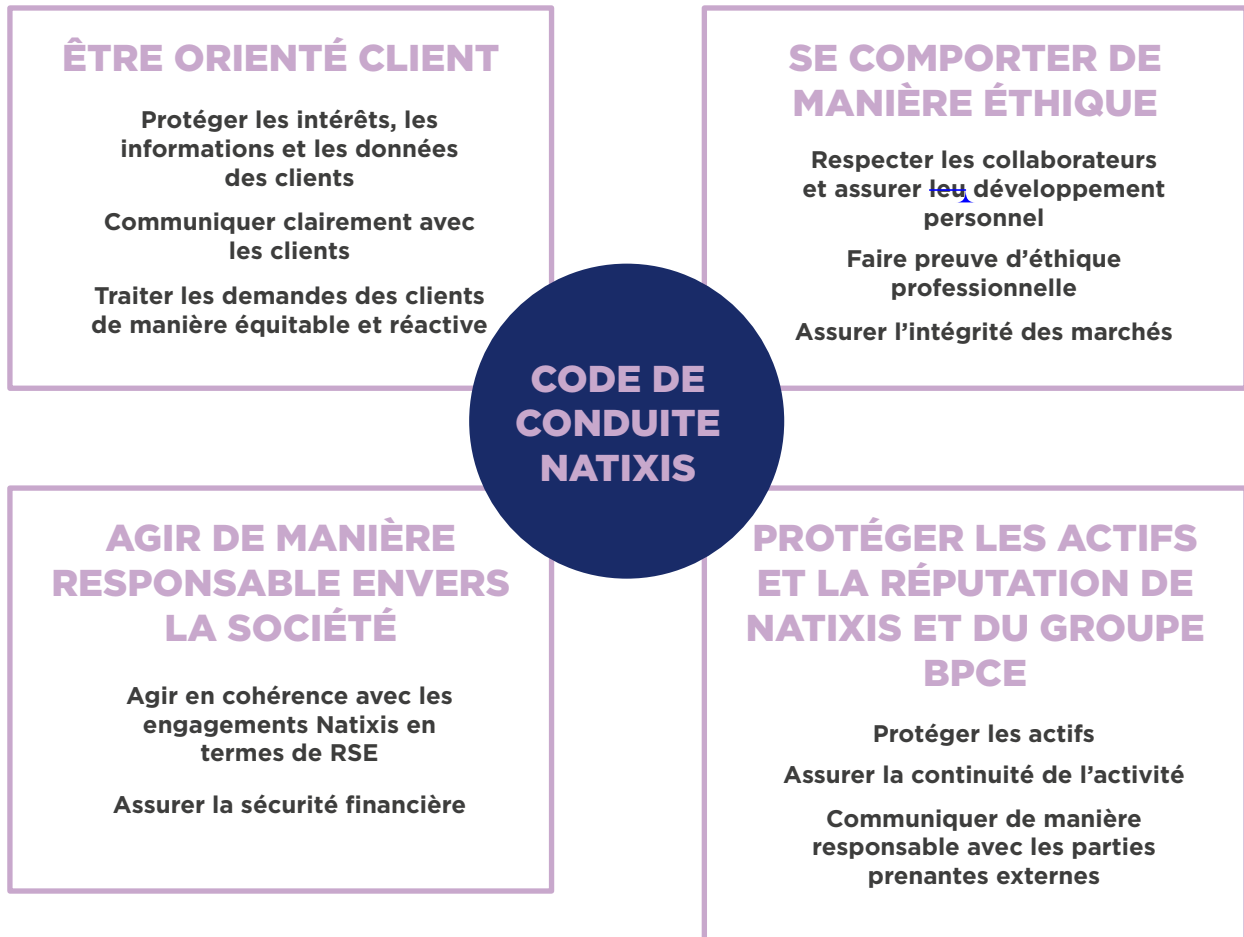 ÊTRE ORIENTÉ CLIENT
Protéger les intérêts, les
informations et les données
des clients
Communiquer clairement avec
les clients
Traiter les demandes des clients
de manière équitable et réactive
SE COMPORTER DE
MANIÈRE ÉTHIQUE
Respecter les collaborateurs
et assurer leu développement
personnel
Faire preuve d’éthique
professionnelle
Assurer l’intégrité des marchés
CODE DE
CONDUITE
NATIXIS
AGIR DE MANIÈRE
RESPONSABLE ENVERS
LA SOCIÉTÉ
Agir en cohérence avec les
engagements Natixis en
termes de RSE
Assurer la sécurité financière
PROTÉGER LES ACTIFS
ET LA RÉPUTATION DE
NATIXIS ET DU GROUPE
BPCE
Protéger les actifs
Assurer la continuité de l’activité
Communiquer de manière
responsable avec les parties
prenantes externes